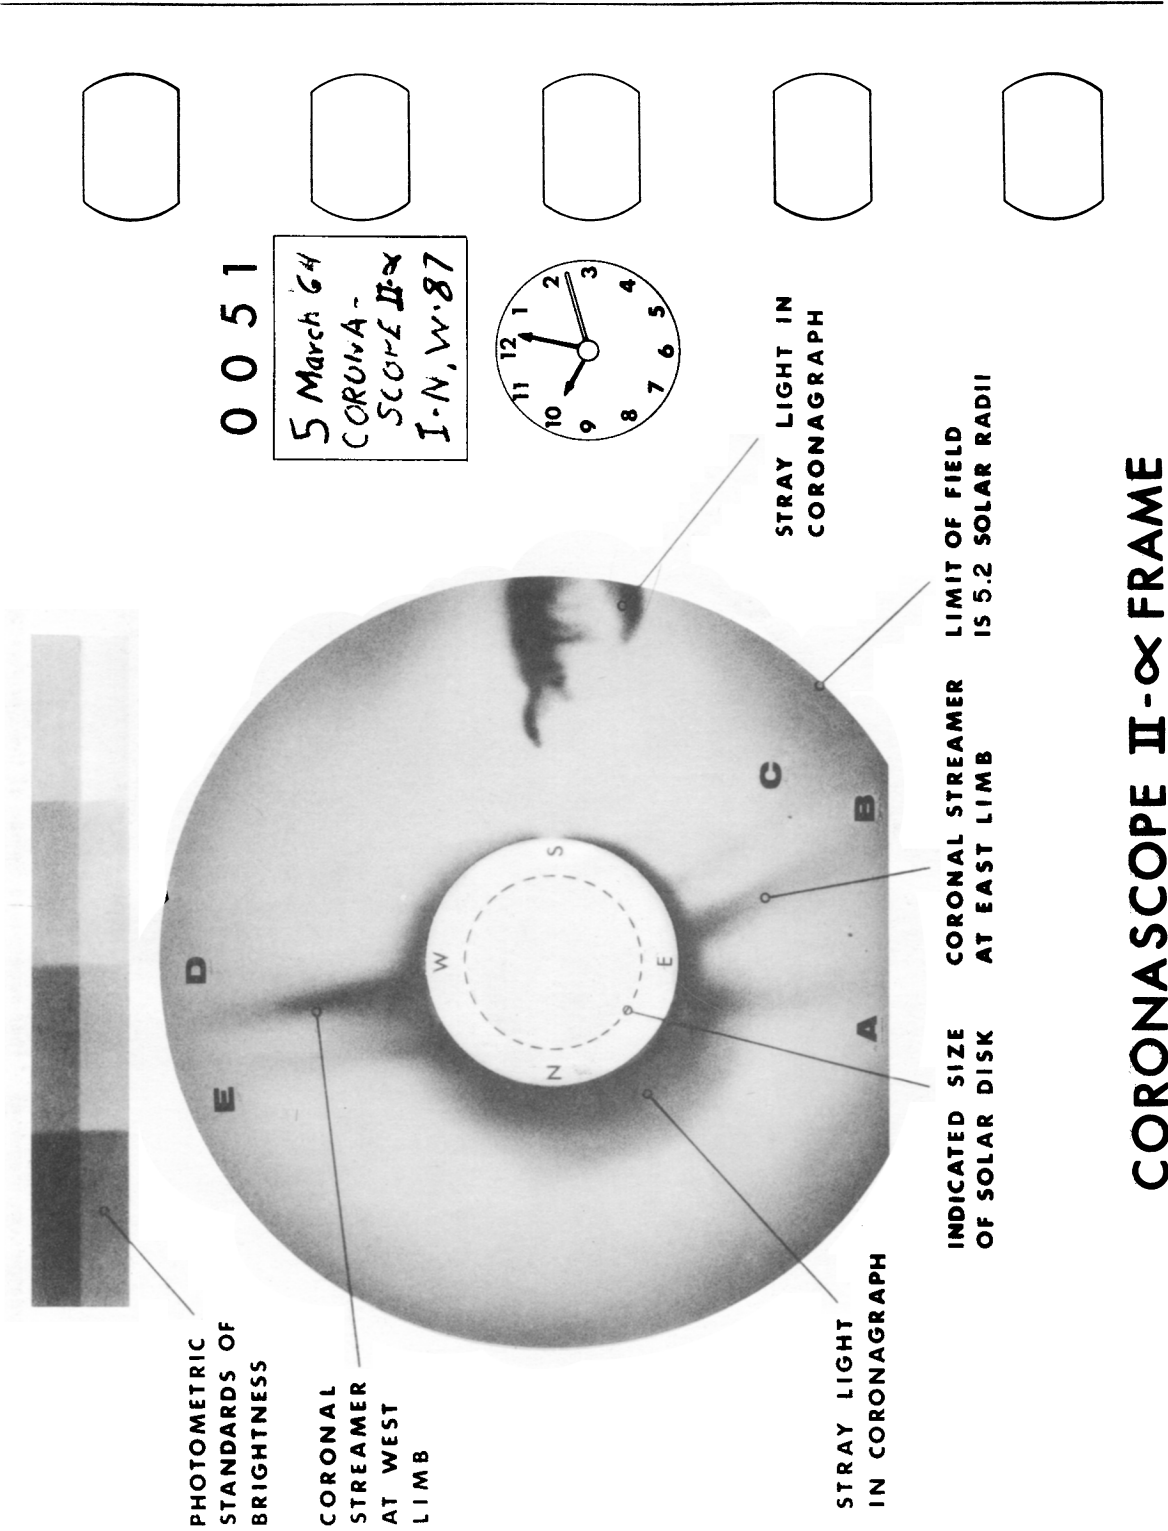 PHOTOMETRIC
STANDARDS OF
BRIGHTNESS
CORONAL
STREAMER
AT WEST
LIMB
STRAY LIGHT
IN CORONAGRAPH
E
D
W
N
S
E
A
B
C
0051
5 March '64
CORONA-
SCOPE II-α
I-N, W-87
12
1
2
3
4
5
6
7
8
9
10
11
STRAY LIGHT IN
CORONAGRAPH
INDICATED SIZE
OF SOLAR DISK
CORONAL STREAMER
AT EAST LIMB
LIMIT OF FIELD
IS 5.2 SOLAR RADII
CORONASCOPE II-α FRAME